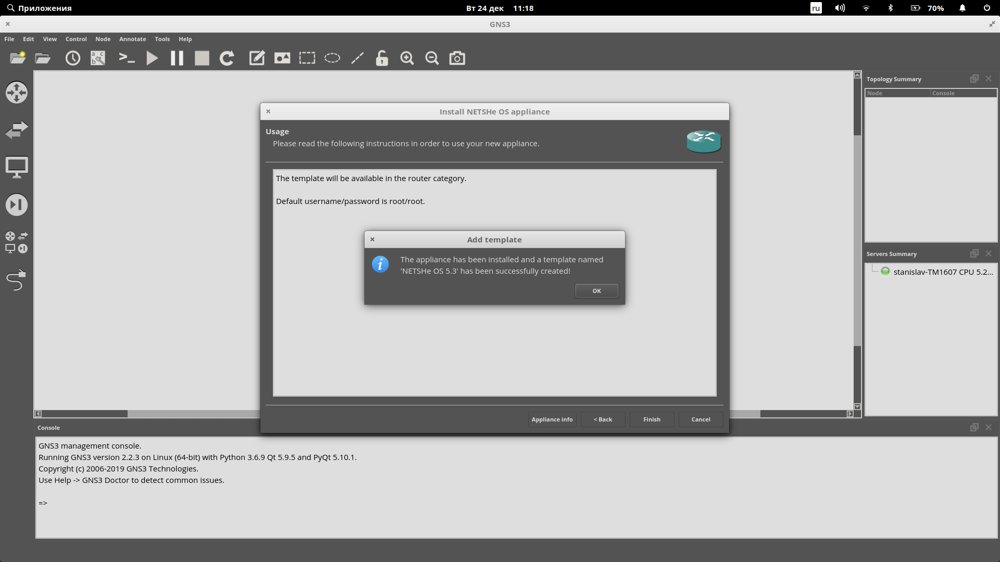 Приложения
Вт 24 дек 11:18
ru
70%
GNS3
File Edit View Control Node Annotate Tools Help
a c
b
Topology Summary
Node Console
Install NETSHe OS appliance
Usage
Please read the following instructions in order to use your new appliance.
The template will be available in the router category.
Default username/password is root/root.
Add template
The appliance has been installed and a template named
'NETSHe OS 5.3' has been successfully created!
OK
Servers Summary
stanislav-TM1607 CPU 5.2...
Appliance info < Back Finish Cancel
Console
GNS3 management console.
Running GNS3 version 2.2.3 on Linux (64-bit) with Python 3.6.9 Qt 5.9.5 and PyQt 5.10.1.
Copyright (c) 2006-2019 GNS3 Technologies.
Use Help -> GNS3 Doctor to detect common issues.
=>